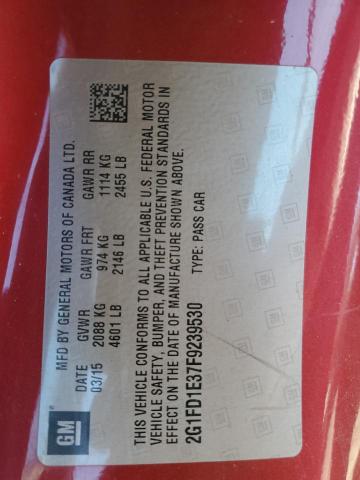 GM
MFD BY GENERAL MOTORS OF CANADA LTD.
DATE GVWR GAWR FRT GAWR RR
03/15 2088 KG 974 KG 1114 KG
4601 LB 2146 LB 2455 LB
THIS VEHICLE CONFORMS TO ALL APPLICABLE U.S. FEDERAL MOTOR
VEHICLE SAFETY, BUMPER, AND THEFT PREVENTION STANDARDS IN
EFFECT ON THE DATE OF MANUFACTURE SHOWN ABOVE.
2G1FD1E37F9239530 TYPE: PASS CAR